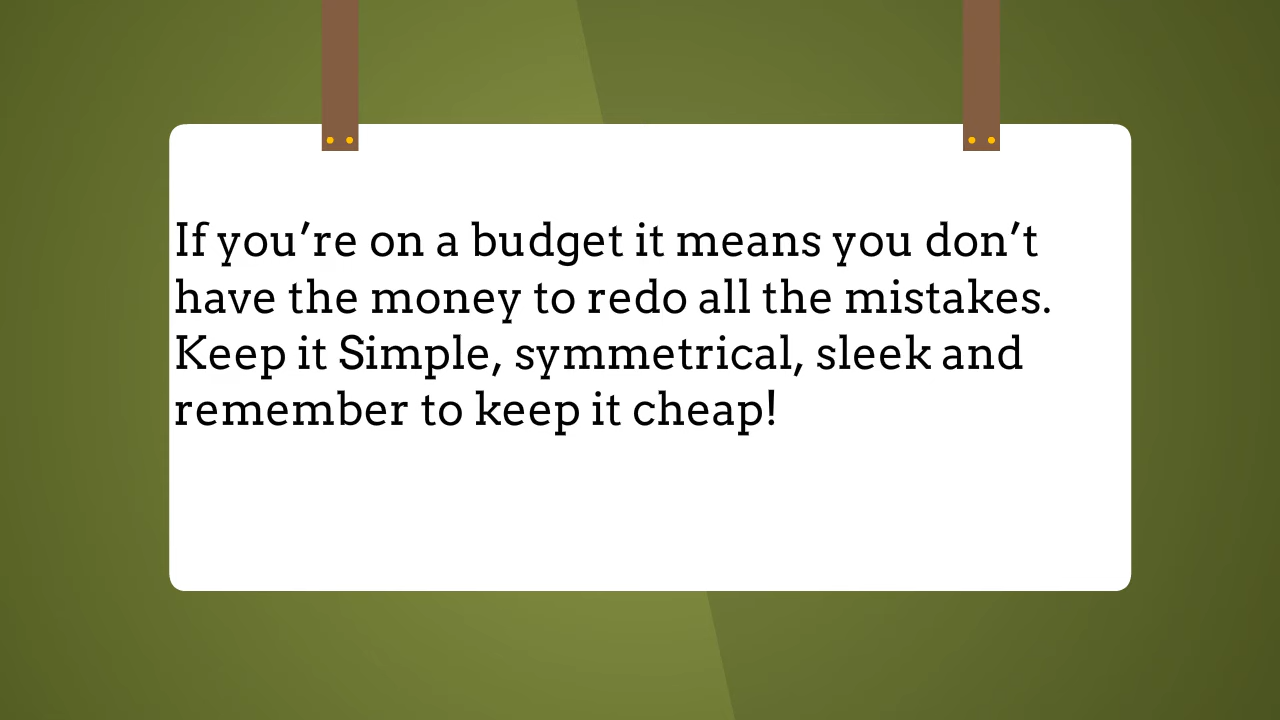 If you’re on a budget it means you don’t
have the money to redo all the mistakes.
Keep it Simple, symmetrical, sleek and
remember to keep it cheap!